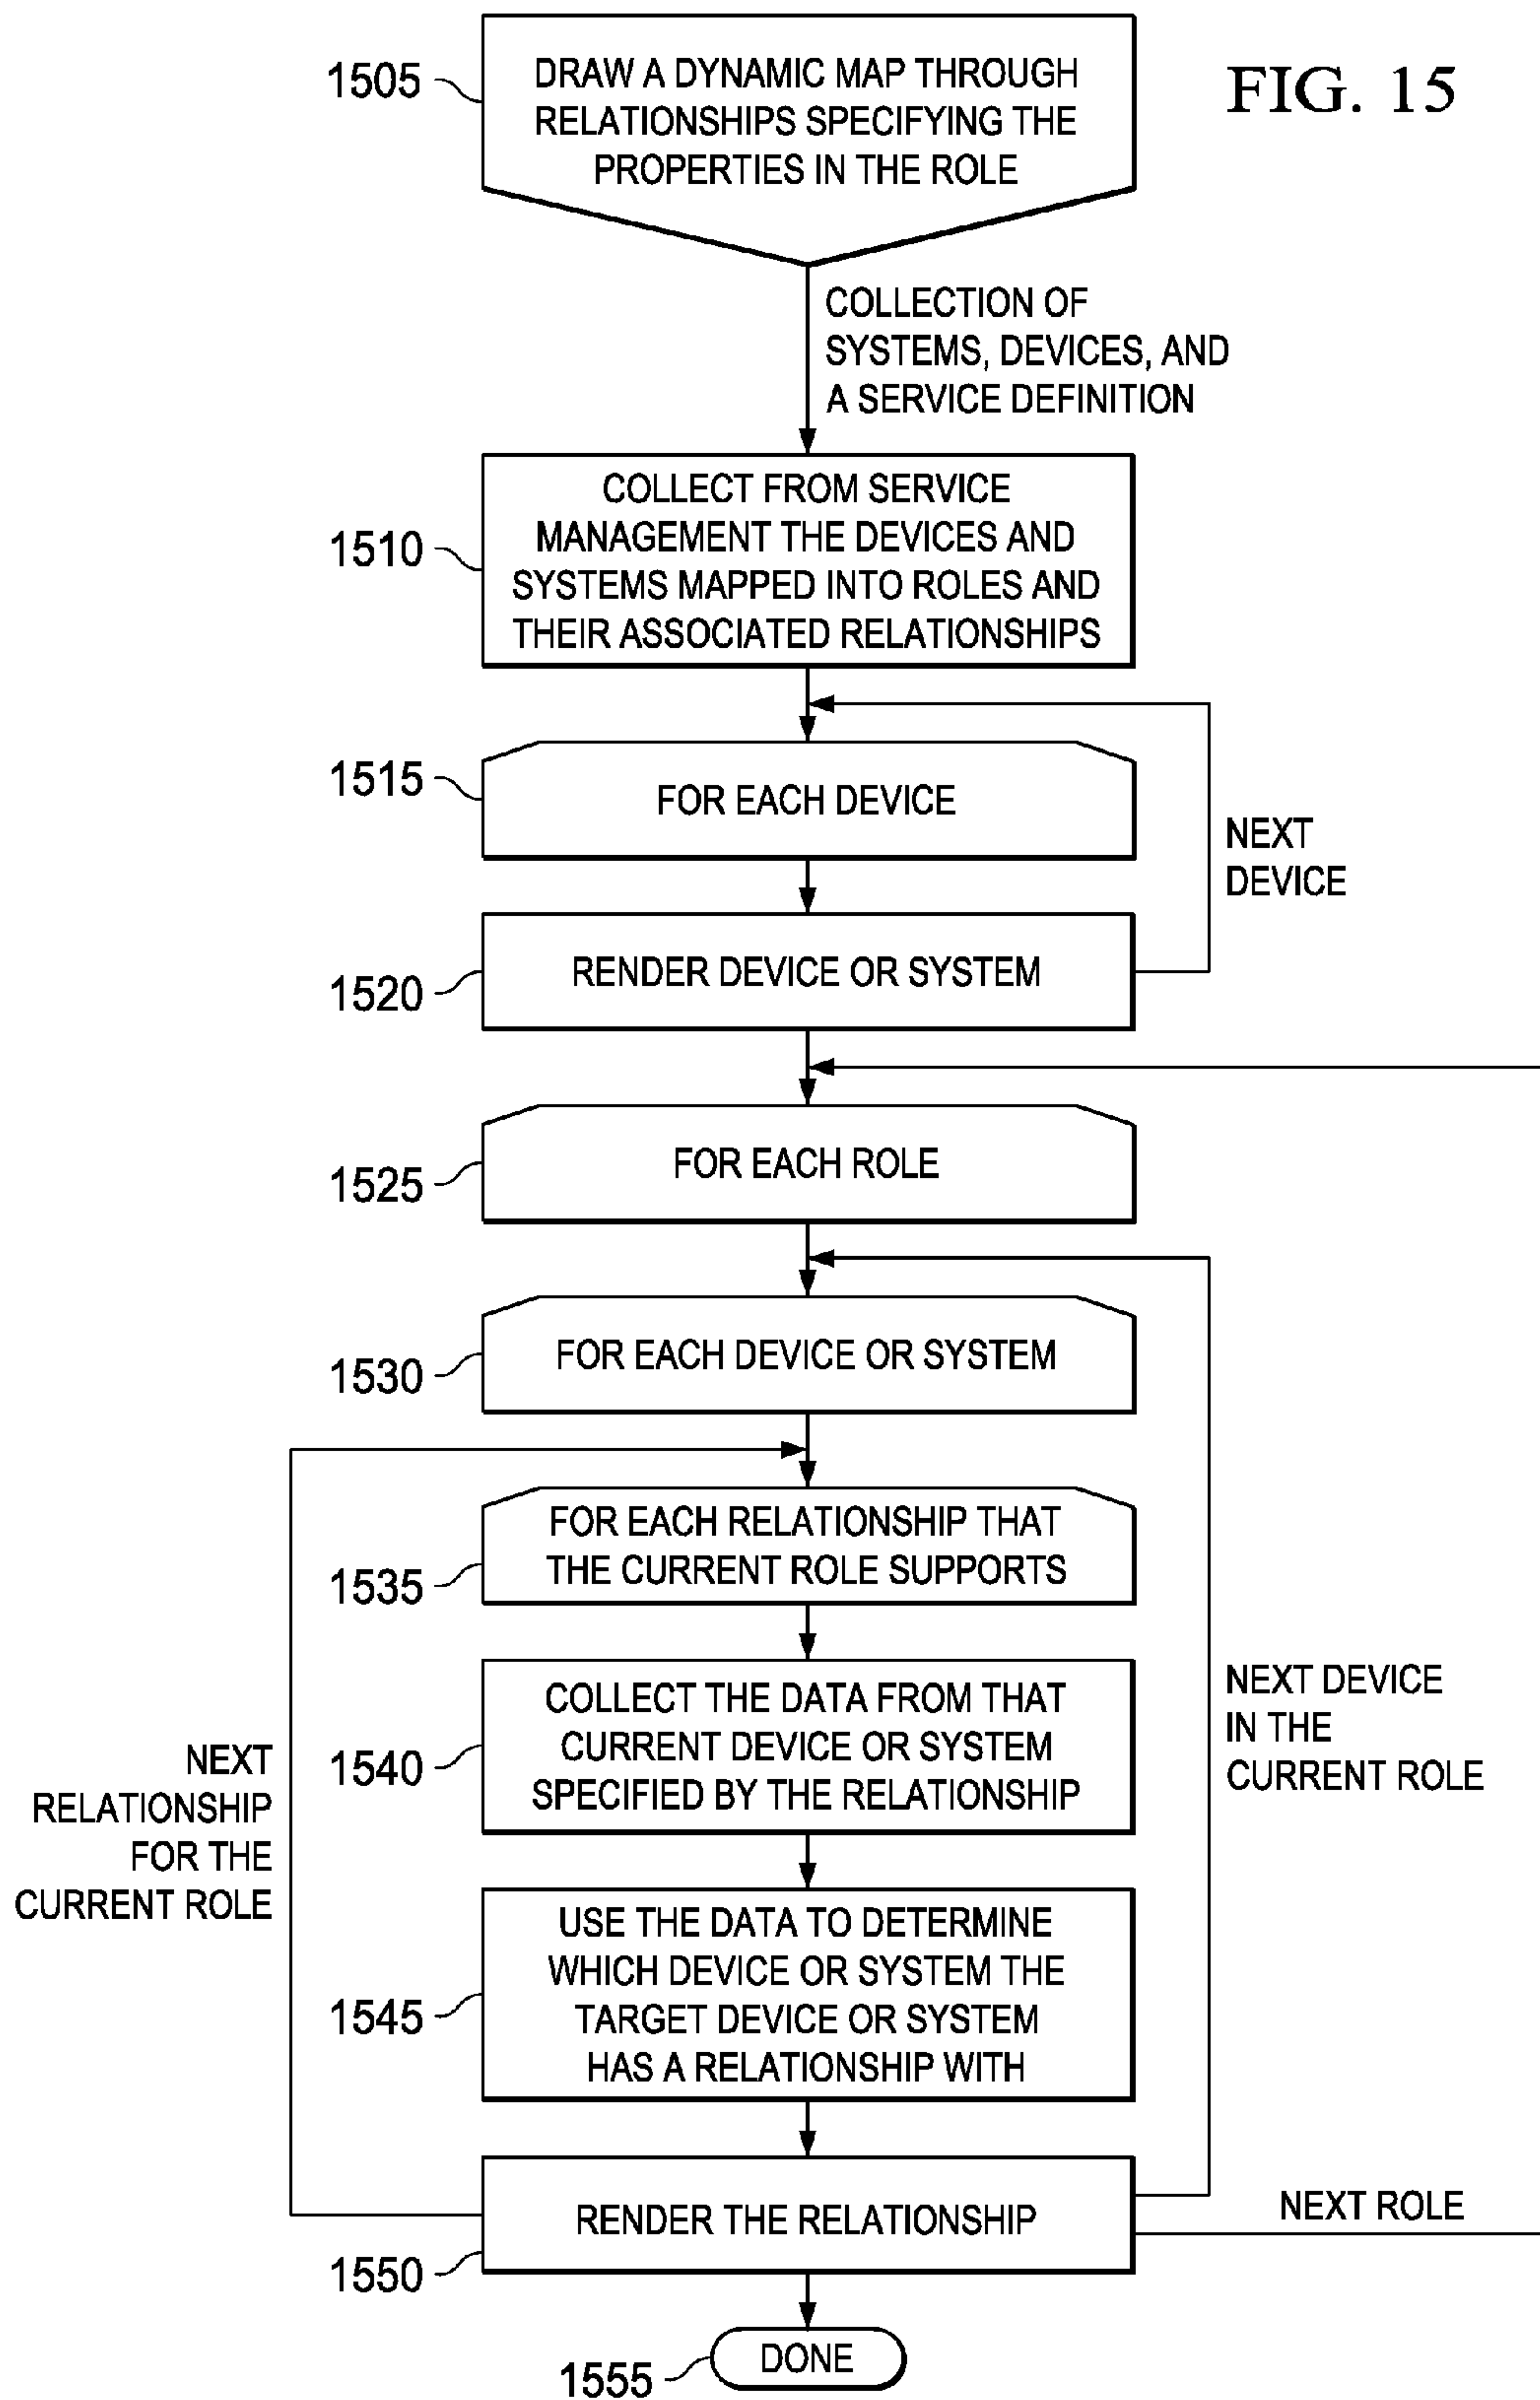 FIG. 15
1505
DRAW A DYNAMIC MAP THROUGH
RELATIONSHIPS SPECIFYING THE
PROPERTIES IN THE ROLE
COLLECTION OF
SYSTEMS, DEVICES, AND
A SERVICE DEFINITION
1510
COLLECT FROM SERVICE
MANAGEMENT THE DEVICES AND
SYSTEMS MAPPED INTO ROLES AND
THEIR ASSOCIATED RELATIONSHIPS
1515
FOR EACH DEVICE
NEXT
DEVICE
1520
RENDER DEVICE OR SYSTEM
1525
FOR EACH ROLE
1530
FOR EACH DEVICE OR SYSTEM
1535
FOR EACH RELATIONSHIP THAT
THE CURRENT ROLE SUPPORTS
1540
COLLECT THE DATA FROM THAT
CURRENT DEVICE OR SYSTEM
SPECIFIED BY THE RELATIONSHIP
NEXT DEVICE
IN THE
CURRENT ROLE
NEXT
RELATIONSHIP
FOR THE
CURRENT ROLE
1545
USE THE DATA TO DETERMINE
WHICH DEVICE OR SYSTEM THE
TARGET DEVICE OR SYSTEM
HAS A RELATIONSHIP WITH
1550
RENDER THE RELATIONSHIP
NEXT ROLE
1555
DONE